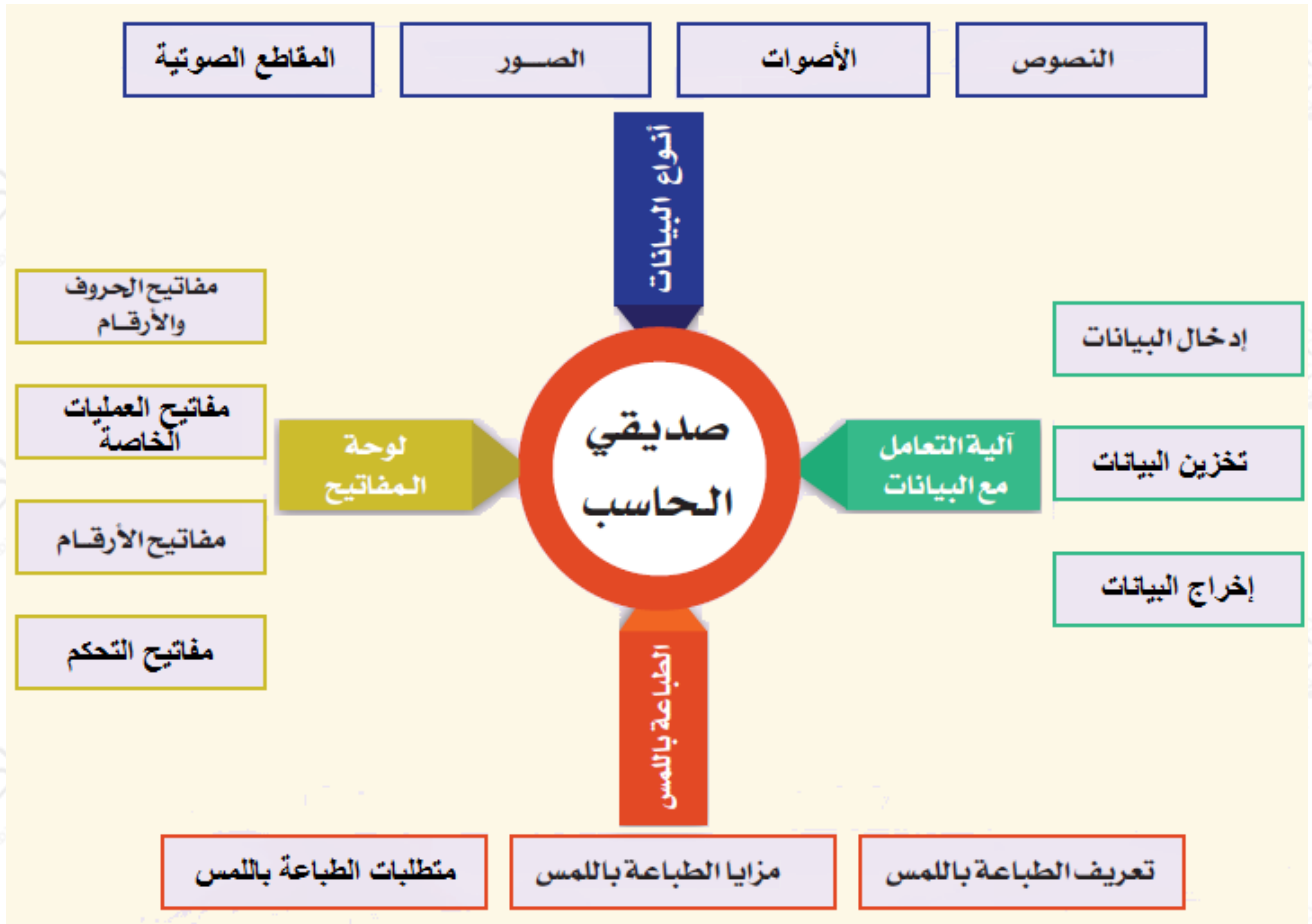 النصوص
الأصوات
الصــور
المقاطع الصوتية
أنواع البيانات
صديقي
الحاسب
آلية التعامل
مع البيانات
إدخال البيانات
تخزين البيانات
إخراج البيانات
لوحة
المفاتيح
مفاتيح الحروف
والأرقــام
مفاتيح العمليات
الخاصة
مفاتيح الأرقــام
مفاتيح التحكم
الطباعة باللمس
تعريف الطباعة باللمس
مزايا الطباعة باللمس
متطلبات الطباعة باللمس